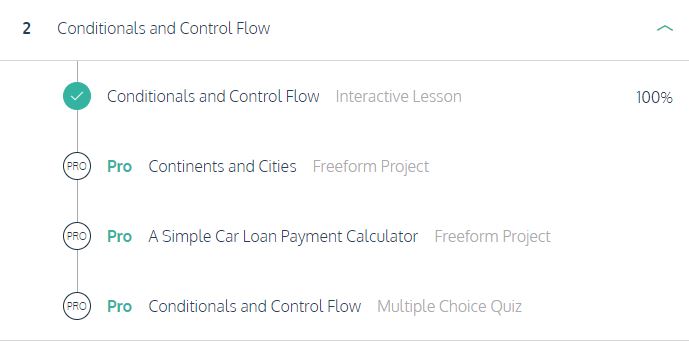 2 Conditionals and Control Flow
Conditionals and Control Flow Interactive Lesson 100%
PRO Pro Continents and Cities Freeform Project
PRO Pro A Simple Car Loan Payment Calculator Freeform Project
PRO Pro Conditionals and Control Flow Multiple Choice Quiz